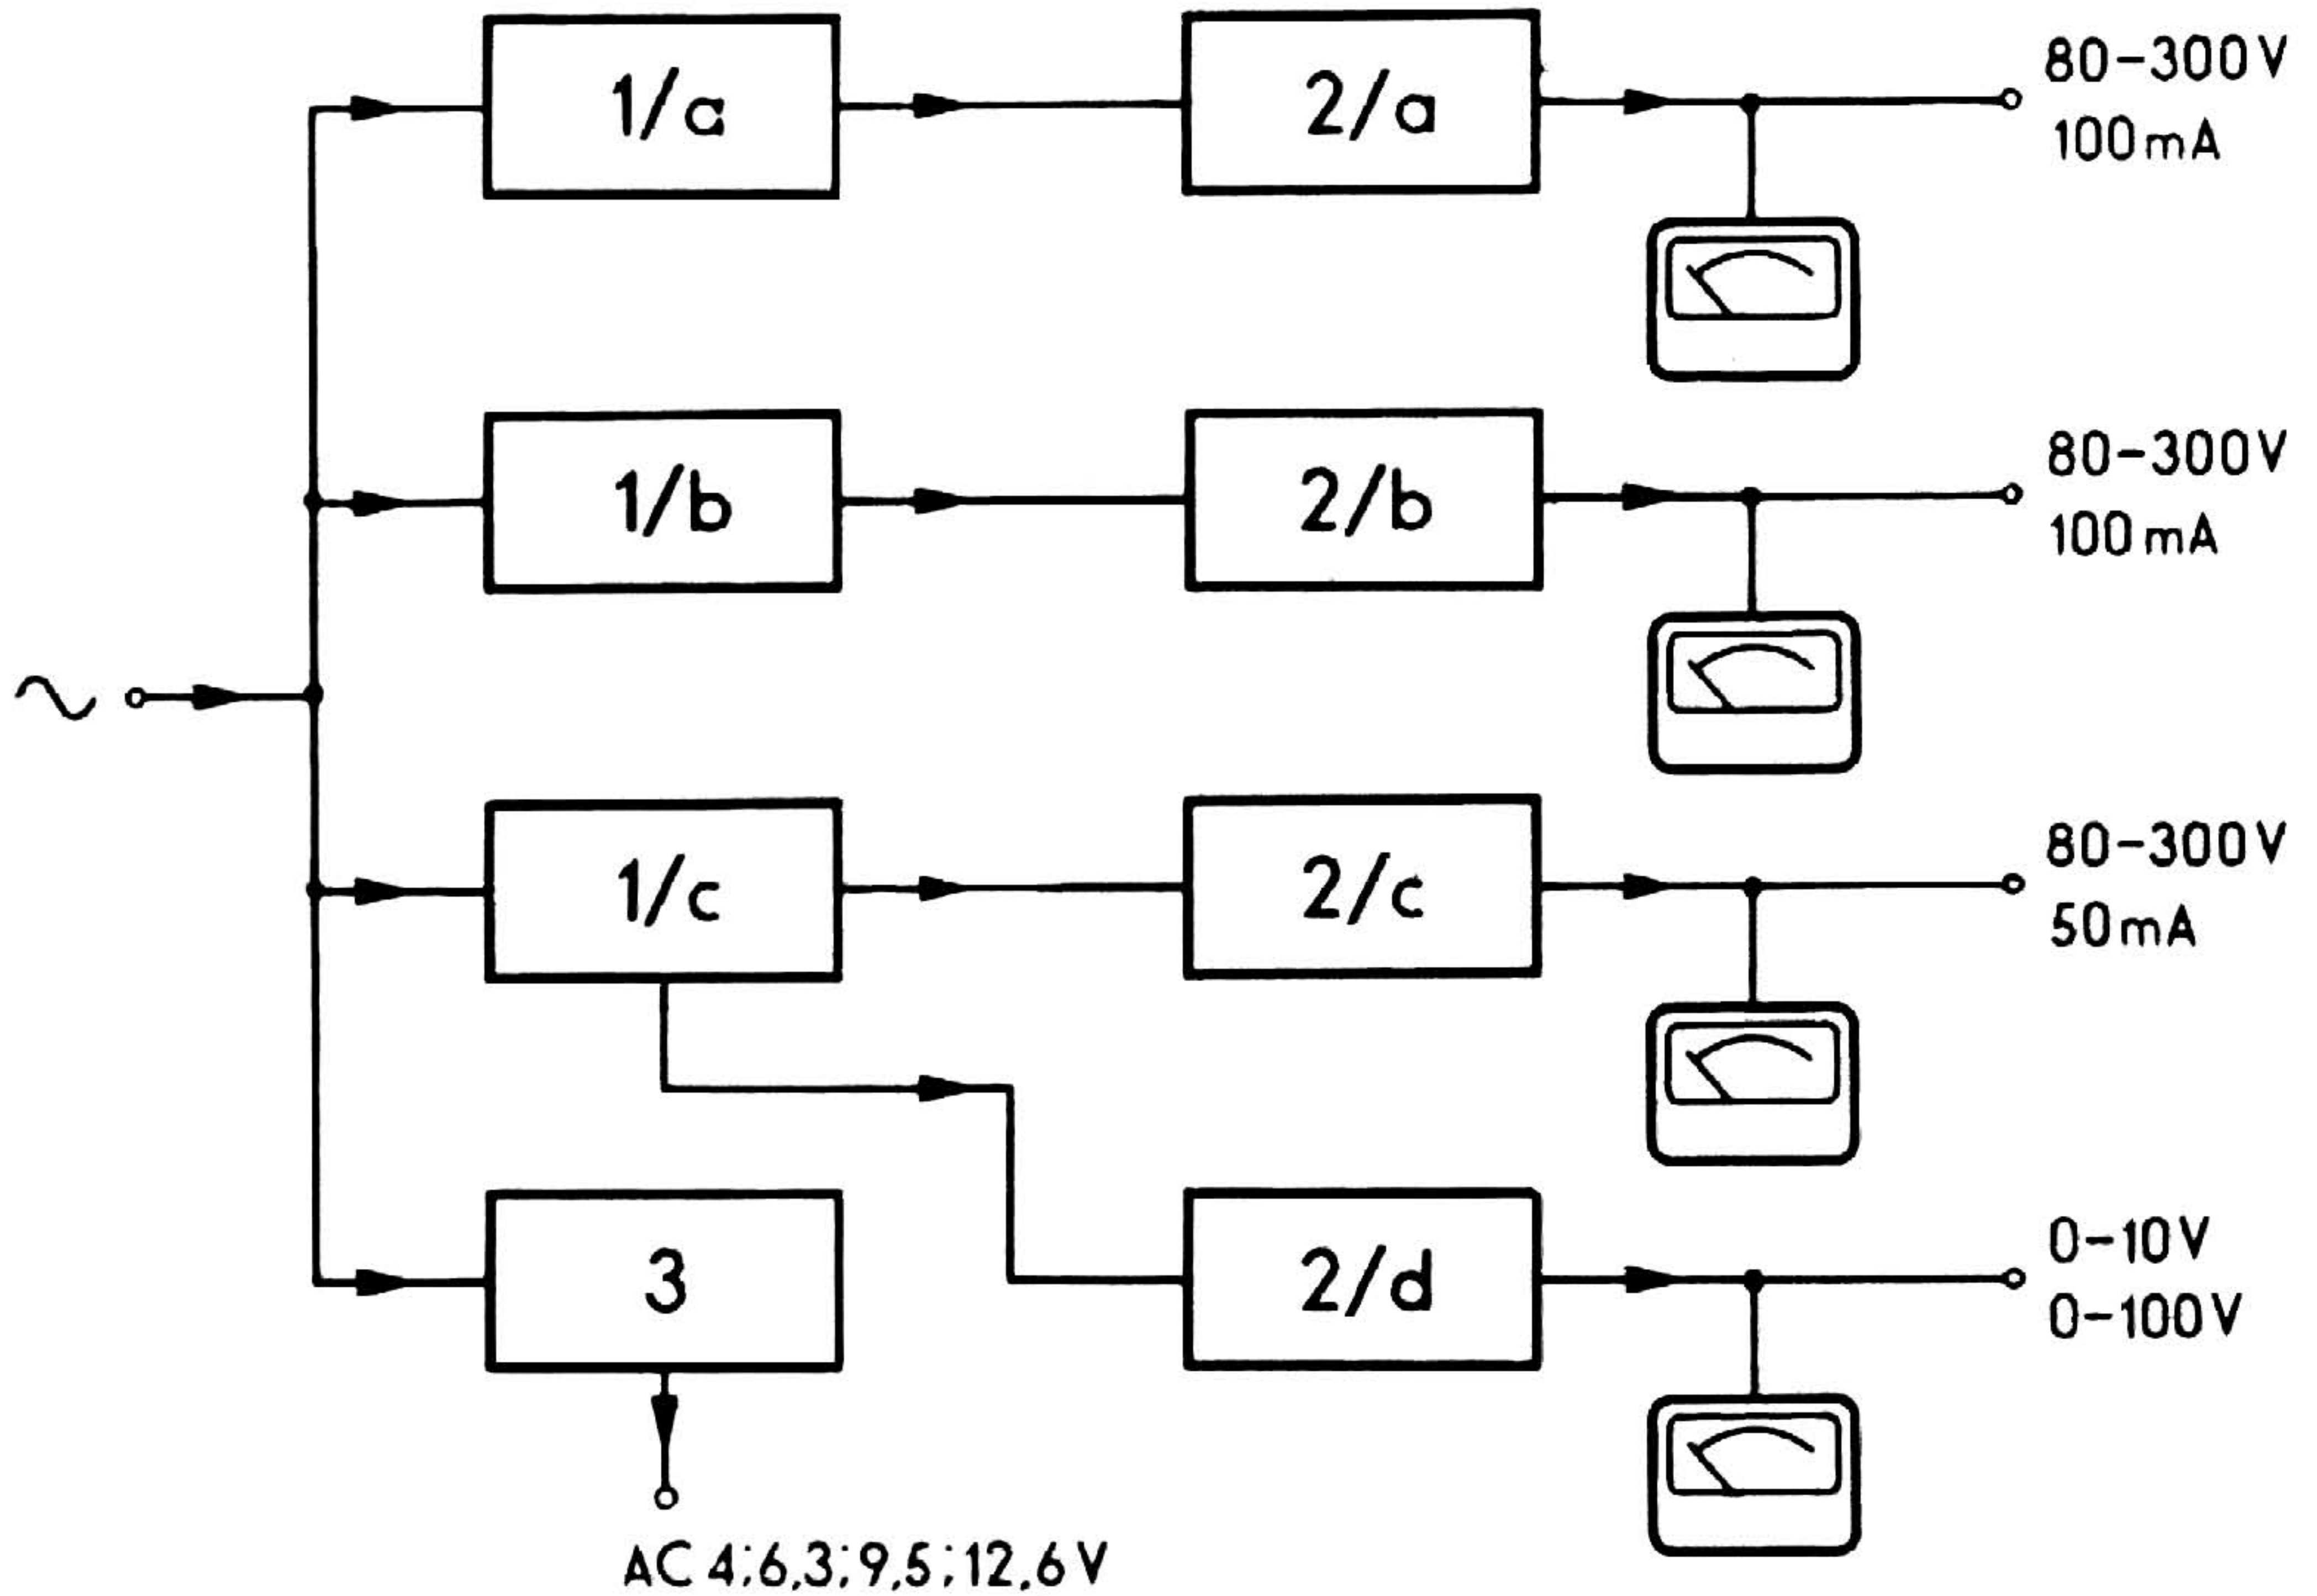 1/a
2/a
80-300V
100mA
1/b
2/b
80-300V
100mA
~
1/c
2/c
80-300V
50mA
3
2/d
0-10V
0-100V
AC 4;6,3;9,5;12,6V